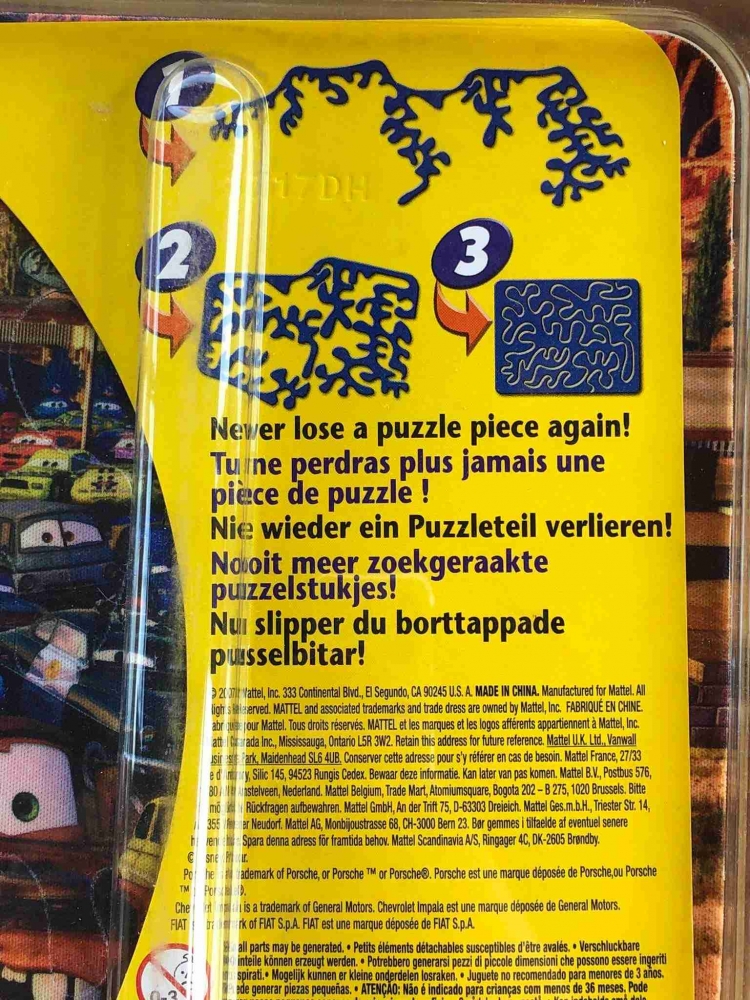 1
17 DH
2
3
Never lose a puzzle piece again!
Tu ne perdras plus jamais une
pièce de puzzle !
Nie wieder ein Puzzleteil verlieren!
Nooit meer zoekgeraakte
puzzelstukjes!
Nu slipper du borttappade
pusselbitar!
2007 Mattel, Inc. 333 Continental Blvd., El Segundo, CA 90245 U.S. A. MADE IN CHINA. Manufactured for Mattel. All
MATTEL and associated trademarks and trade dress are owned by Mattel, Inc. FABRIQUÉ EN CHINE.
pour Mattel. Tous droits réservés. MATTEL et les marques et les logos afférents appartiennent à Mattel, Inc.
Inc., Mississauga, Ontario L5R 3W2. Retain this address for future reference. Mattel U.K. Ltd., Vanwall
Park, Maidenhead SL6 4UB. Conserver cette adresse pour s'y référer en cas de besoin. Mattel France, 27/33
Silic 145, 94523 Rungis Cedex. Bewaar deze informatie. Kan later van pas komen. Mattel B.V., Postbus 576,
Amstelveen, Nederland. Mattel Belgium, Trade Mart, Atomiumsquare, Bogota 202 – B 275, 1020 Brussels. Bitte
Rückfragen aufbewahren. Mattel GmbH, An der Trift 75, D-63303 Dreieich. Mattel Ges.m.b.H., Triester Str. 14,
355 Neudorf. Mattel AG, Monbijoustrasse 68, CH-3000 Bern 23. Bør gemmes i tilfaelde af eventuel senere
Spara denna adress för framtida behov. Mattel Scandinavia A/S, Ringager 4C, DK-2605 Brøndby.
©
trademark of Porsche, or Porsche ™ or Porsche®. Porsche est une marque déposée de Porsche,ou Porsche
™
is a trademark of General Motors. Chevrolet Impala est une marque déposée de General Motors.
FIAT of FIAT S.p.A. FIAT est une marque déposée de FIAT S.p.A.
all parts may be generated. • Petits éléments détachables susceptibles d'être avalés. • Verschluckbare
können erzeugt werden. • Potrebbero generarsi pezzi di piccole dimensioni che possono essere ingeriti
• Mogelijk kunnen er kleine onderdelen losraken. • Juguete no recomendado para menores de 3 años.
generar piezas pequeñas. • ATENÇÃO: Não é indicado para crianças com menos de 36 meses. Pode
0-3